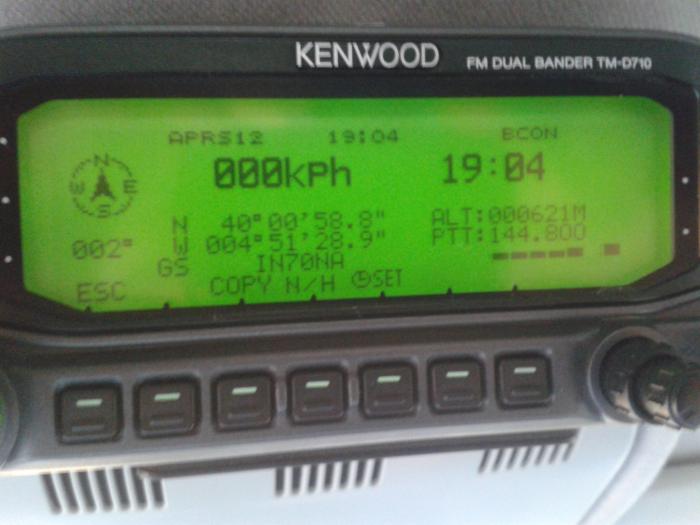 KENWOOD FM DUAL BANDER TM-D710
APRS12 19:04 BCON
000kph 19:04
N
W E
S
N 40°00'58.8" ALT:000621M
002° W 004°51'28.9" PTT:144.800
GS IN70NA
ESC COPY N/H SET